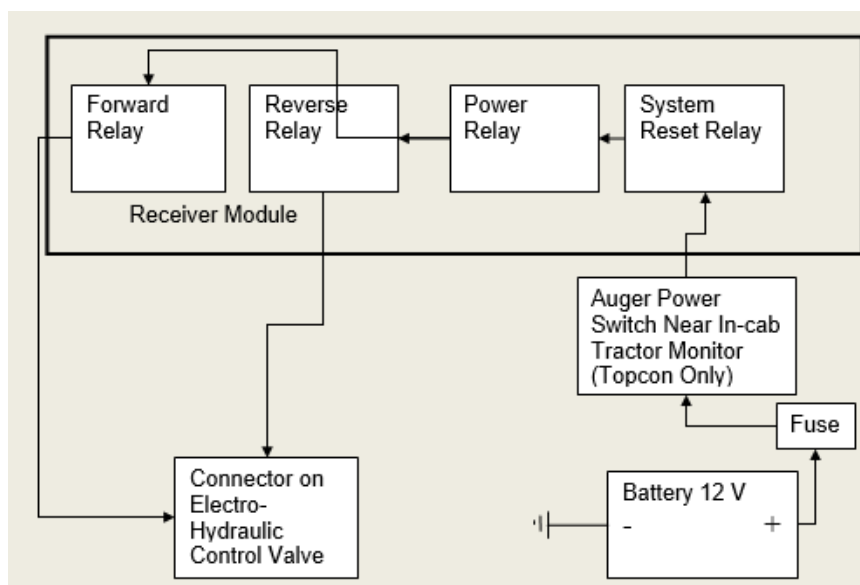 Forward
Relay
Reverse
Relay
Power
Relay
System
Reset Relay
Receiver Module
Auger Power
Switch Near In-cab
Tractor Monitor
(Topcon Only)
Fuse
Connector on
Electro-
Hydraulic
Control Valve
Battery 12 V
- +